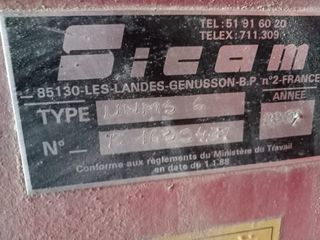 TEL: 51 91 60 20
TELEX: 711.309
Sicam
85130-LES-LANDES-GENUSSON-B.P. n°2-FRANCE
TYPE
ANNEE
N°
Conforme aux réglements du Ministère du Travail
en date du 1.1.88